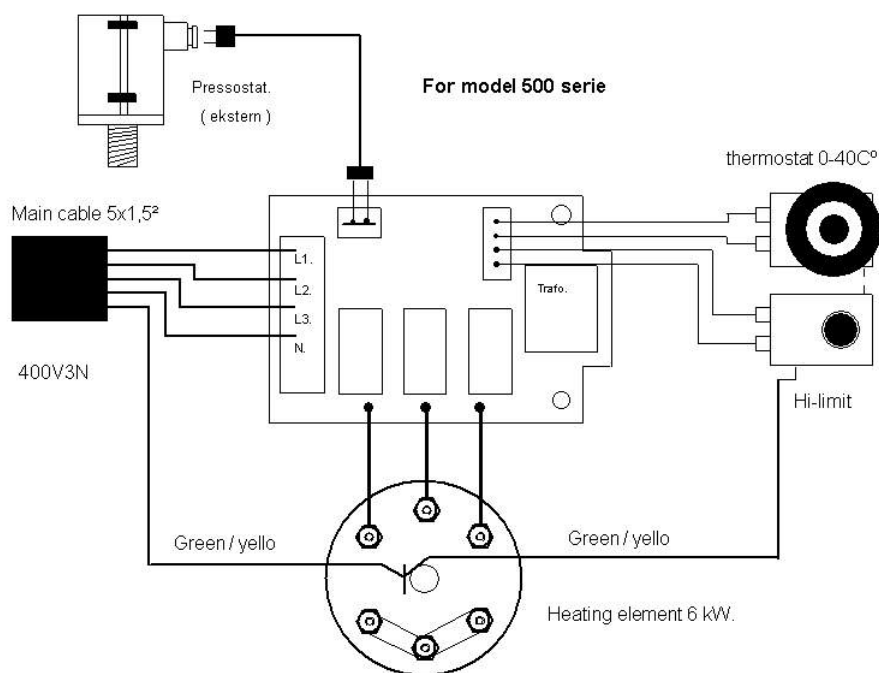 Pressostat.
( ekstern )
For model 500 serie
thermostat 0-40Cº
Main cable 5x1,5²
L1.
L2.
L3.
N.
Trafo.
400V3N
Hi-limit
Green / yello
Green / yello
Heating element 6 kW.